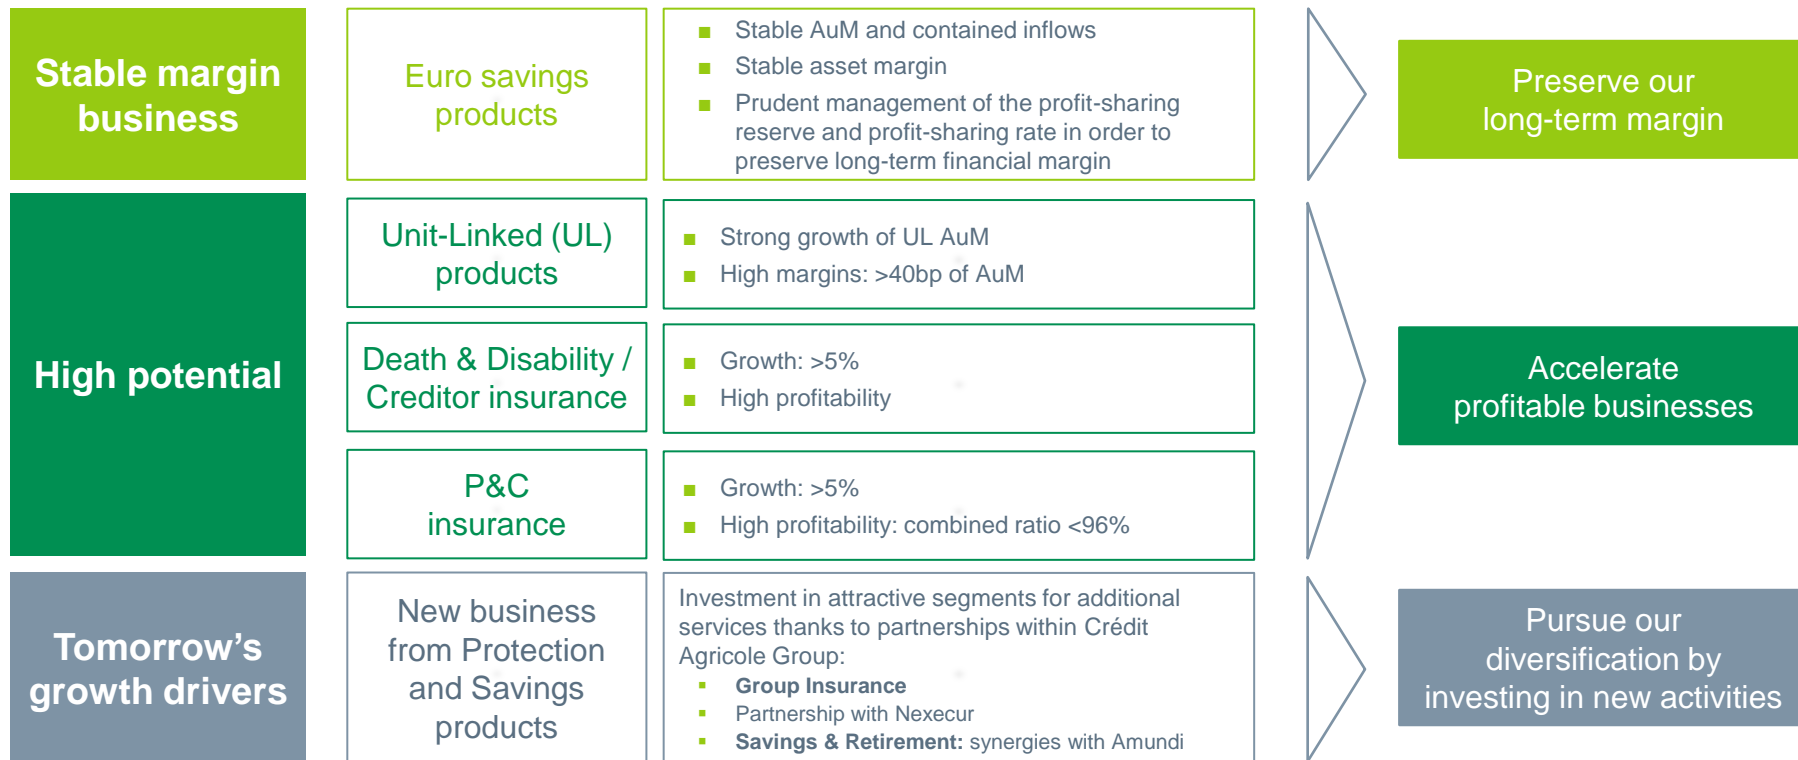 Stable margin
business
Euro savings
products
Stable AuM and contained inflows
Stable asset margin
Prudent management of the profit-sharing
reserve and profit-sharing rate in order to
preserve long-term financial margin
Preserve our
long-term margin
High potential
Unit-Linked (UL)
products
Strong growth of UL AuM
High margins: >40bp of AuM
Death & Disability /
Creditor insurance
Growth: >5%
High profitability
P&C
insurance
Growth: >5%
High profitability: combined ratio <96%
Accelerate
profitable businesses
Tomorrow’s
growth drivers
New business
from Protection
and Savings
products
Investment in attractive segments for additional
services thanks to partnerships within Crédit
Agricole Group:
Group Insurance
Partnership with Nexecur
Savings & Retirement: synergies with Amundi
Pursue our
diversification by
investing in new activities